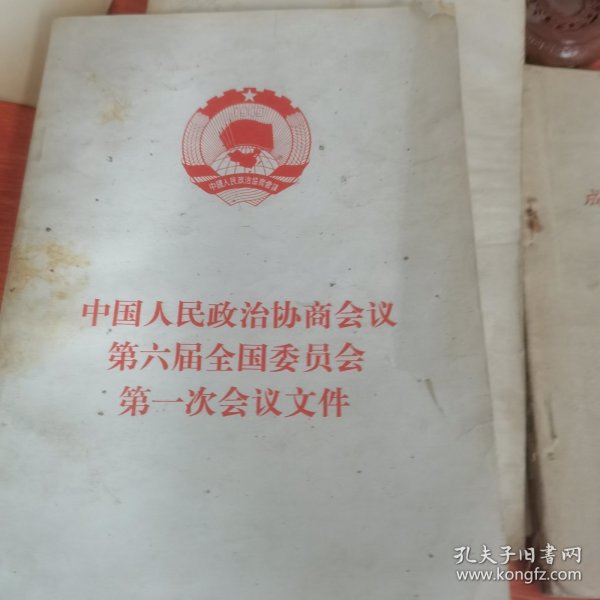 中国人民政治协商会议
中国人民政治协商会议
第六届全国委员会
第一次会议文件
孔夫子旧书网
www.kongfz.com